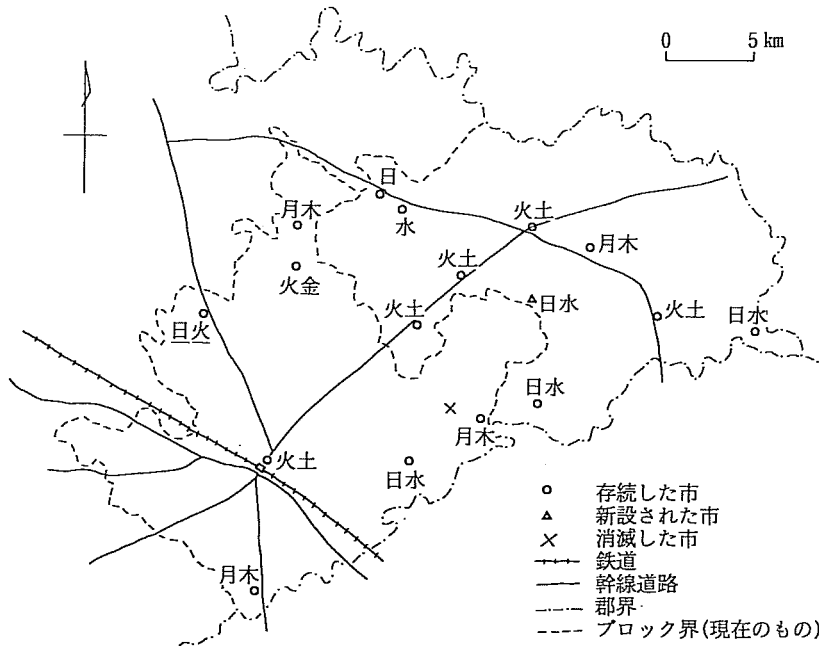 0 5 km
日
月木
水
火土
月木
火土
火金
火土
日水
火土
日水
日火
日水
月木
火土
日水
月木
存続した市
新設された市
消滅した市
鉄道
幹線道路
郡界
ブロック界(現在のもの)